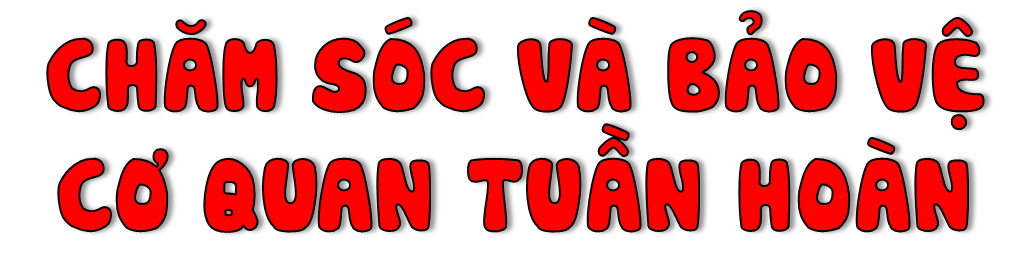 CHĂM SÓC VÀ BẢO VỆ
CƠ QUAN TUẦN HOÀN